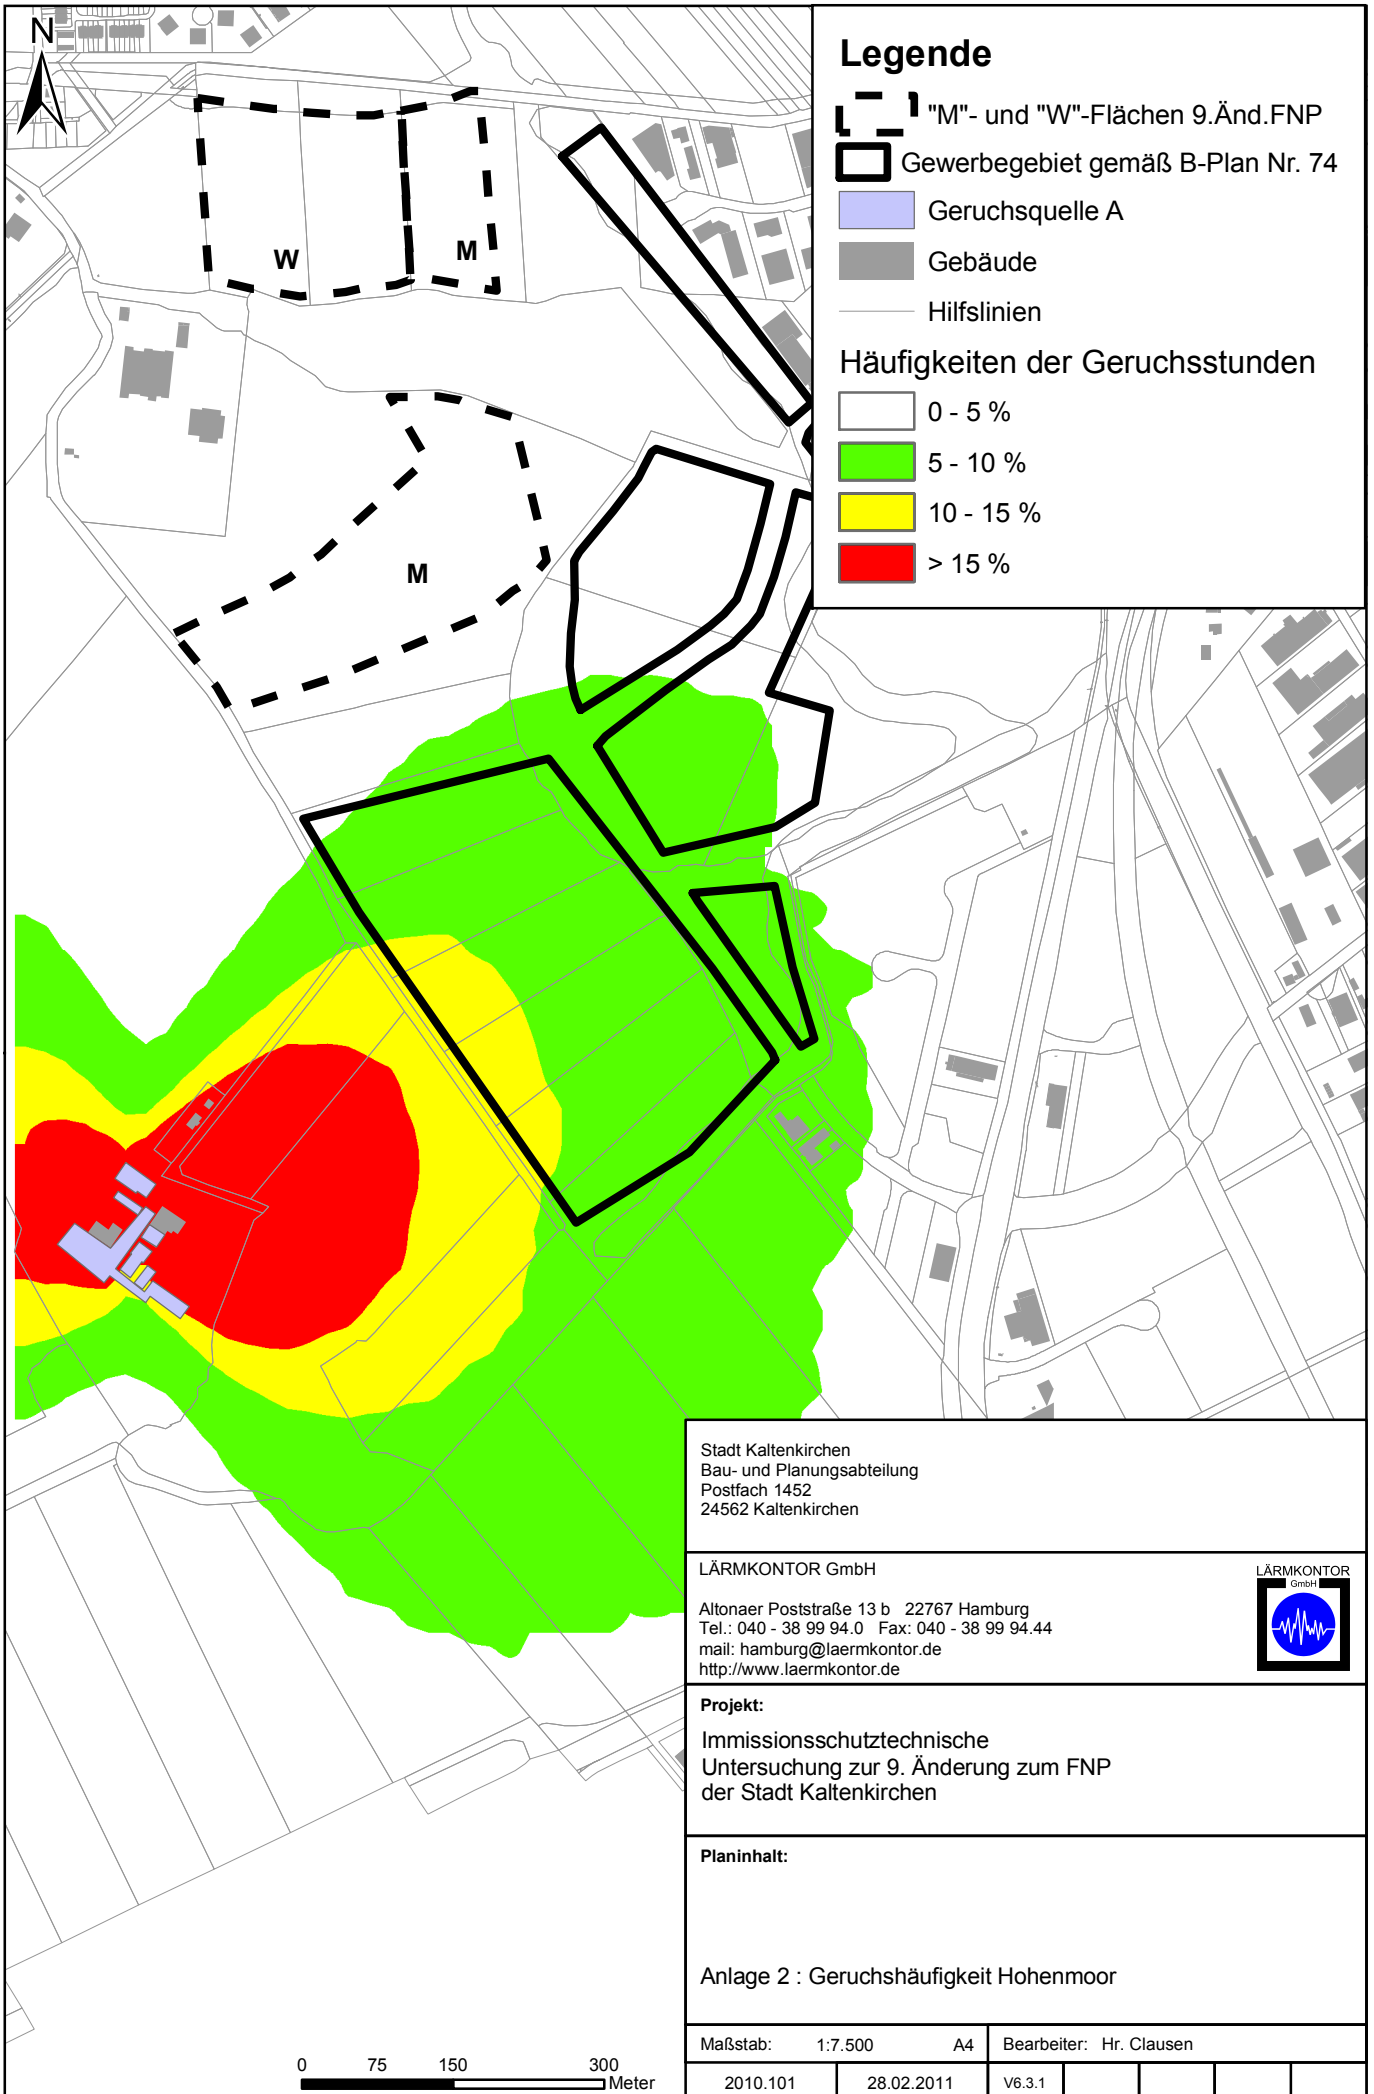 N
Legende
"M"- und "W"-Flächen 9.Änd.FNP
Gewerbegebiet gemäß B-Plan Nr. 74
Geruchsquelle A
Gebäude
Hilfslinien
Häufigkeiten der Geruchsstunden
0 - 5 %
5 - 10 %
10 - 15 %
> 15 %
W
M
M
Stadt Kaltenkirchen
Bau- und Planungsabteilung
Postfach 1452
24562 Kaltenkirchen
LÄRMKONTOR GmbH
Altonaer Poststraße 13 b 22767 Hamburg
Tel.: 040 - 38 99 94.0 Fax: 040 - 38 99 94.44
mail: hamburg@laermkontor.de
http://www.laermkontor.de
LÄRMKONTOR
GmbH
Projekt:
Immissionsschutztechnische
Untersuchung zur 9. Änderung zum FNP
der Stadt Kaltenkirchen
Planinhalt:
Anlage 2 : Geruchshäufigkeit Hohenmoor
Maßstab: 1:7.500 A4
Bearbeiter: Hr. Clausen
2010.101
28.02.2011
V6.3.1
0 75 150 300
Meter